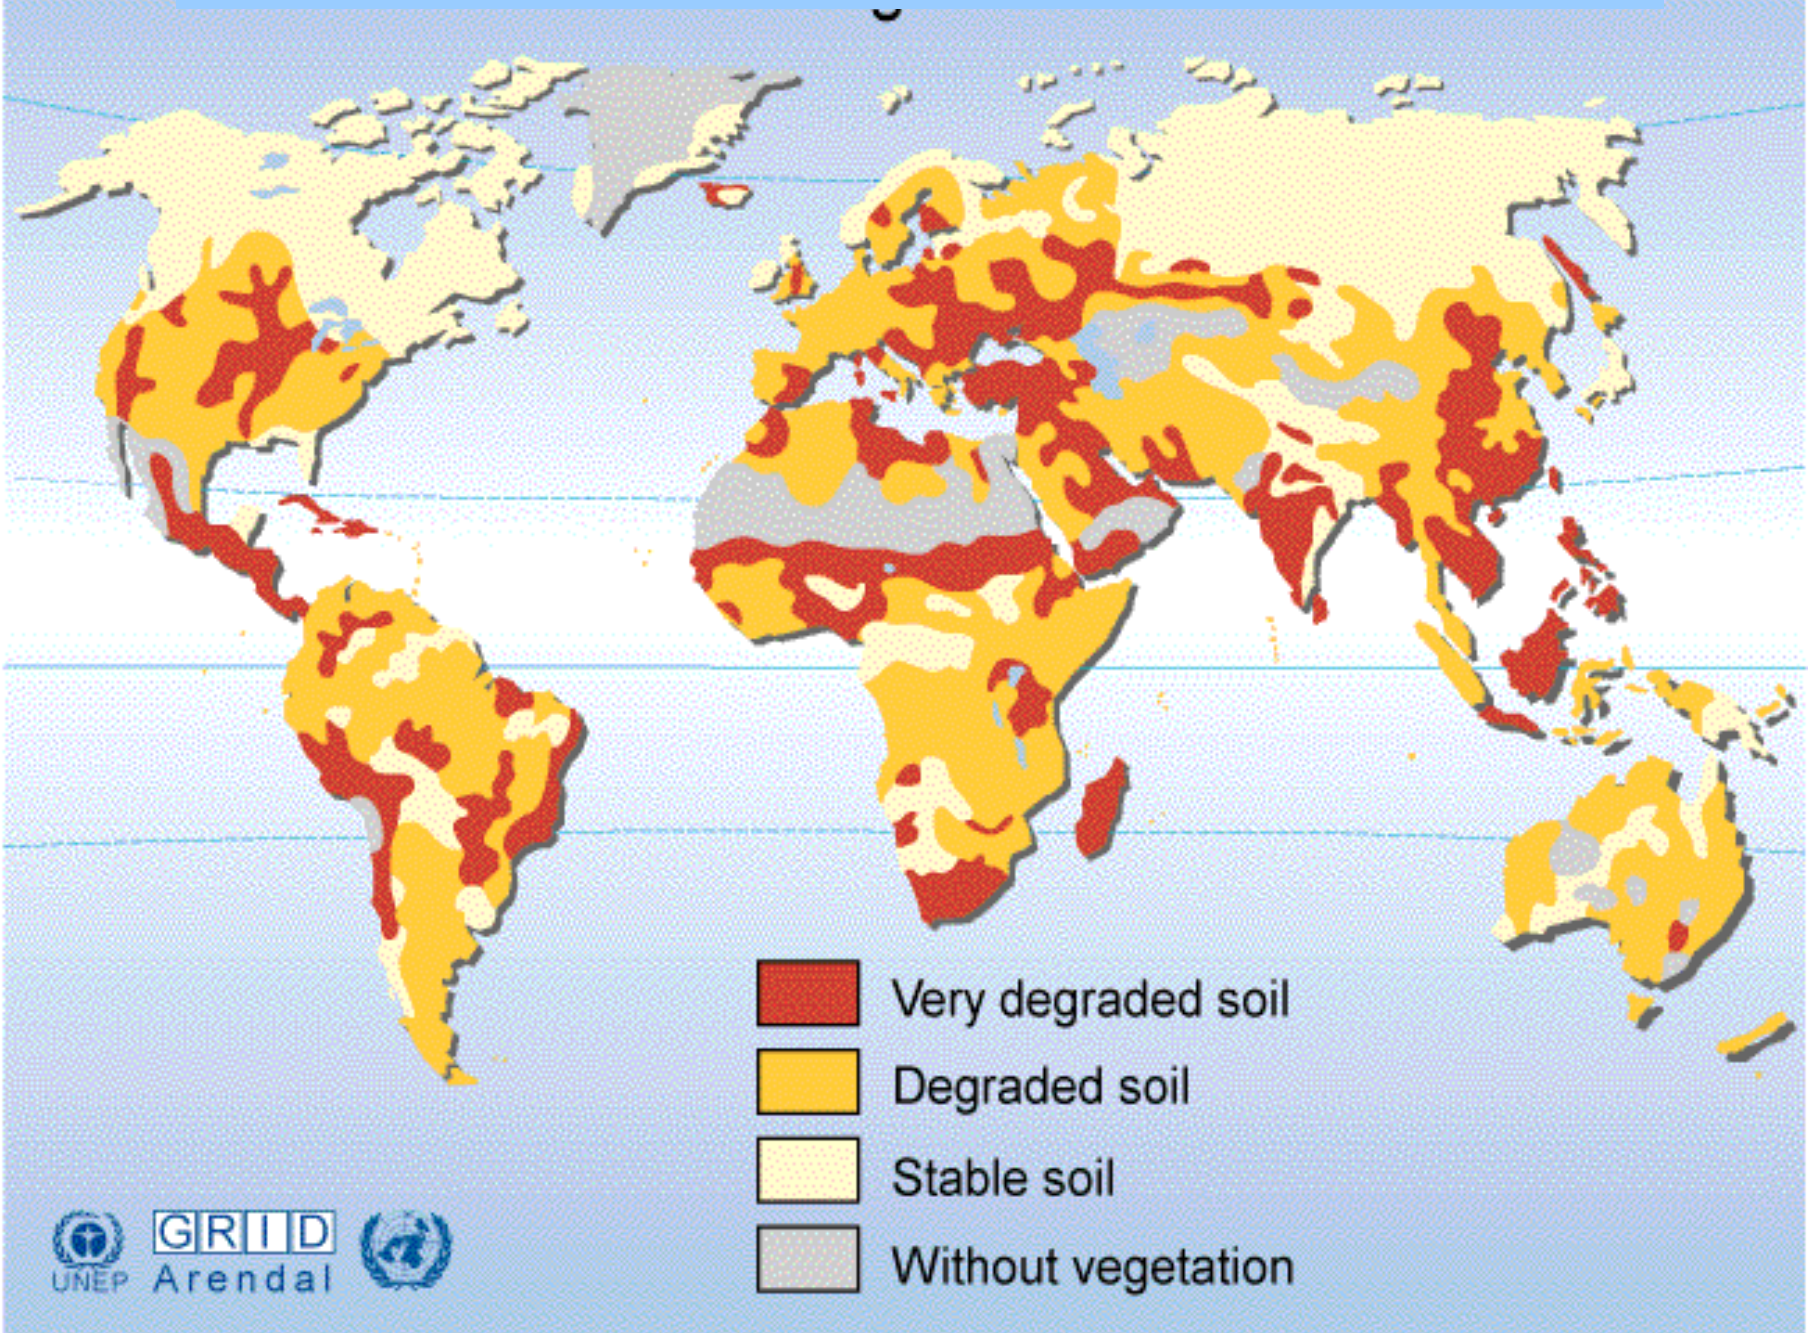 Very degraded soil
Degraded soil
Stable soil
Without vegetation
GRID
UNEP Arendal